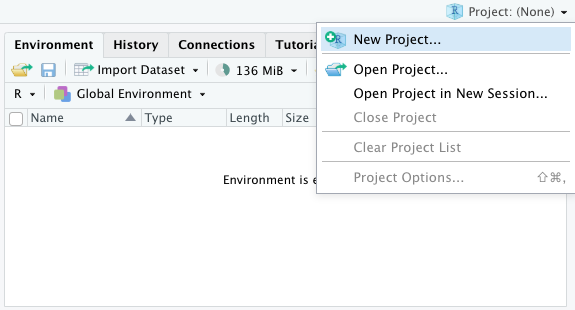 Project: (None)
Environment History Connections Tutoria
New Project...
Import Dataset 136 MiB
Open Project...
R Global Environment
Open Project in New Session...
Name Type Length Size
Close Project
Clear Project List
Environment is e
Project Options... ⇧⌘,